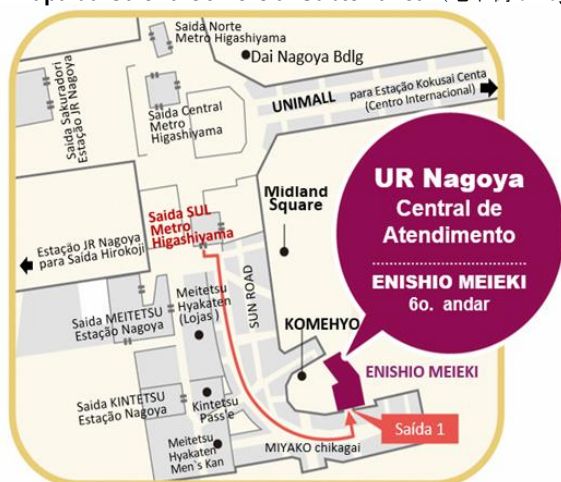 Saida Norte
Metro Higashiyama
Dai Nagoya Bdlg
Saida Sakuradori
Estação JR Nagoya
Saida Central
Metro
Higashiyama
UNIMALL
para Estação Kokusai Centa
(Centro Internacional)
UR Nagoya
Central de
Atendimento
ENISHIO MEIEKI
6o. andar
Midland
Square
Saida SUL
Metro
Higashiyama
Estação JR Nagoya
para Saida Hirokoji
SUN ROAD
Meitetsu
Hyakaten
(Lojas )
Saida MEITETSU
Estação Nagoya
KOMEHYO
ENISHIO MEIEKI
Saida KINTETSU
Estação Nagoya
Kintetsu
Pass'e
Saída 1
Meitetsu
Hyakaten
Men`s Kan
MIYAKO chikagai